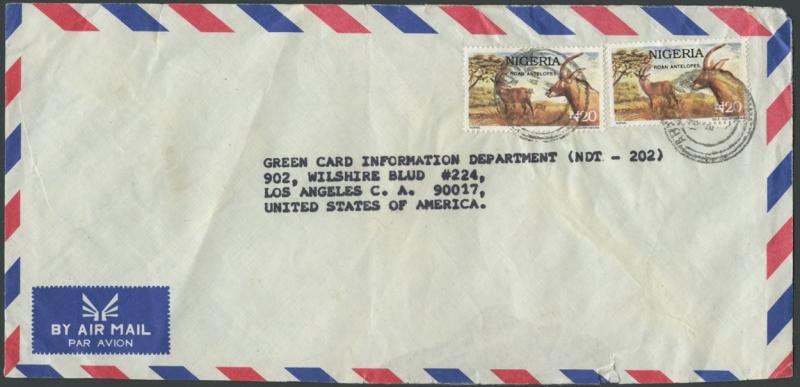 NIGERIA
ROAN ANTELOPES
₦20
NIGERIA
ROAN ANTELOPES
₦20
GREEN CARD INFORMATION DEPARTMENT (NDT - 202)
902, WILSHIRE BLUD #224,
LOS ANGELES C. A. 90017,
UNITED STATES OF AMERICA.
BY AIR MAIL
PAR AVION